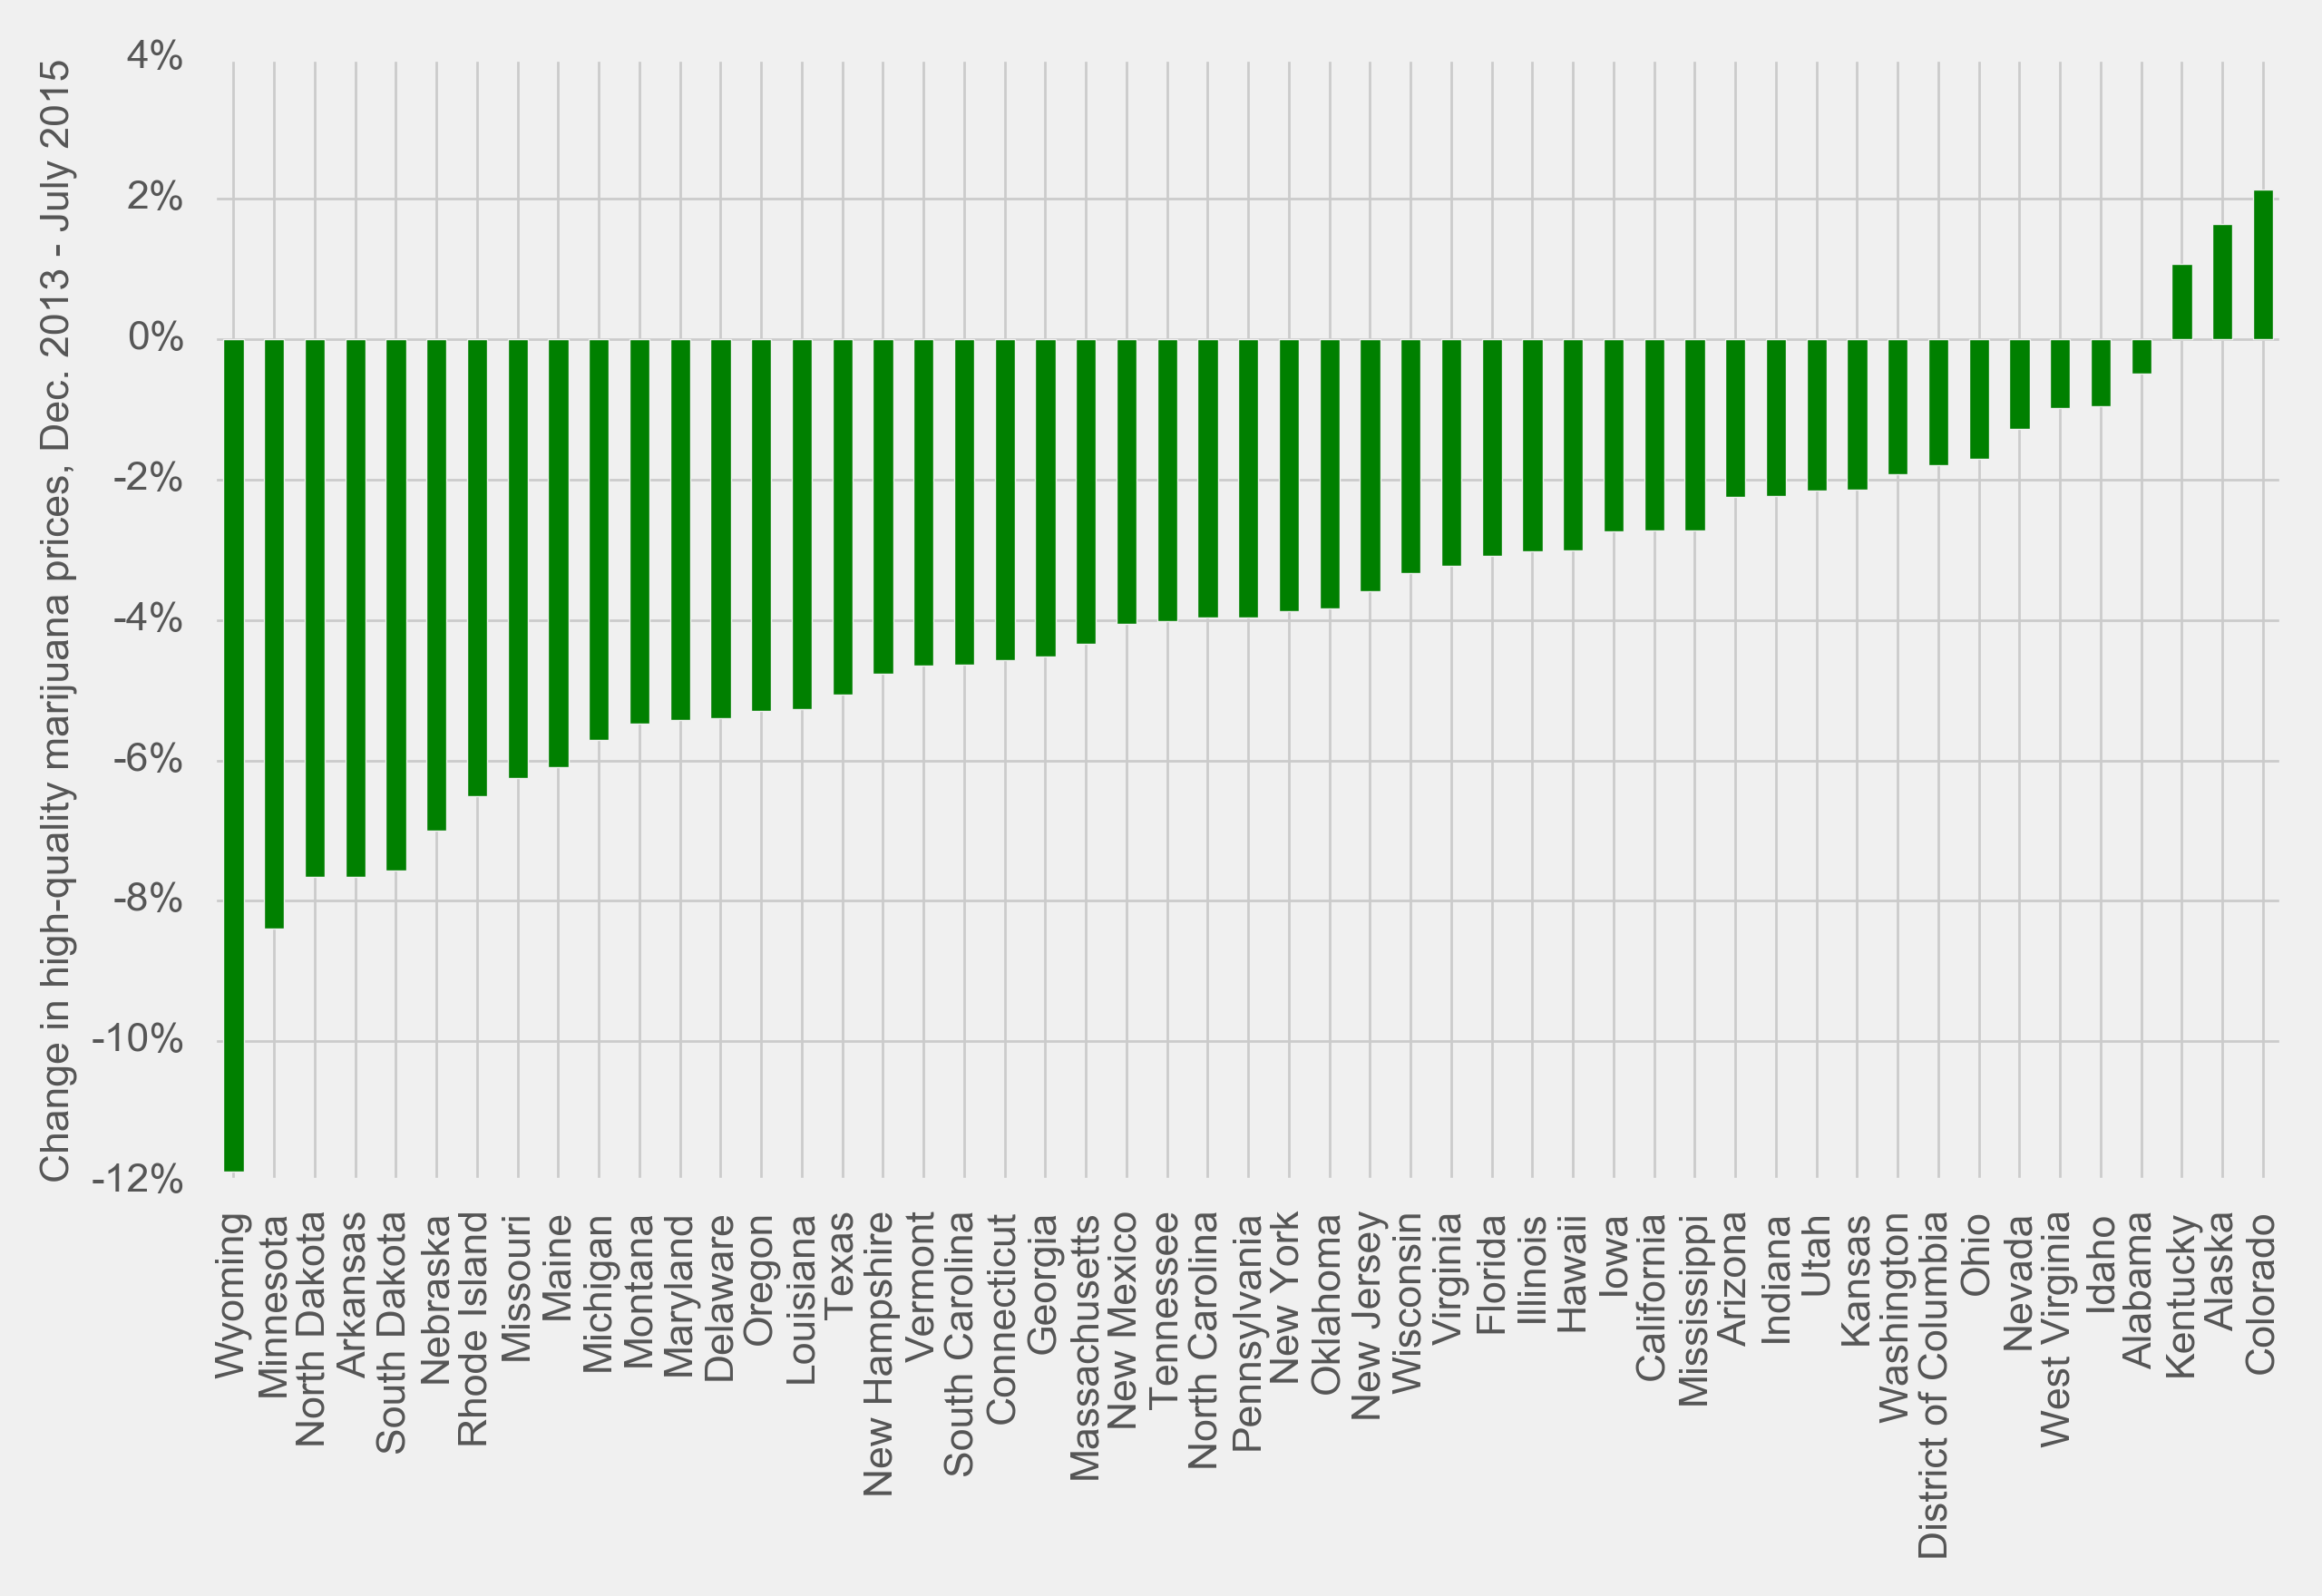 Change in high-quality marijuana prices, Dec. 2013 - July 2015
4%
2%
0%
-2%
-4%
-6%
-8%
-10%
-12%
Wyoming
Minnesota
North Dakota
Arkansas
South Dakota
Nebraska
Rhode Island
Missouri
Maine
Michigan
Montana
Maryland
Delaware
Oregon
Louisiana
Texas
New Hampshire
Vermont
South Carolina
Connecticut
Georgia
Massachusetts
New Mexico
Tennessee
North Carolina
Pennsylvania
New York
Oklahoma
New Jersey
Wisconsin
Virginia
Florida
Illinois
Hawaii
Iowa
California
Mississippi
Arizona
Indiana
Utah
Kansas
Washington
District of Columbia
Ohio
Nevada
West Virginia
Idaho
Alabama
Kentucky
Alaska
Colorado